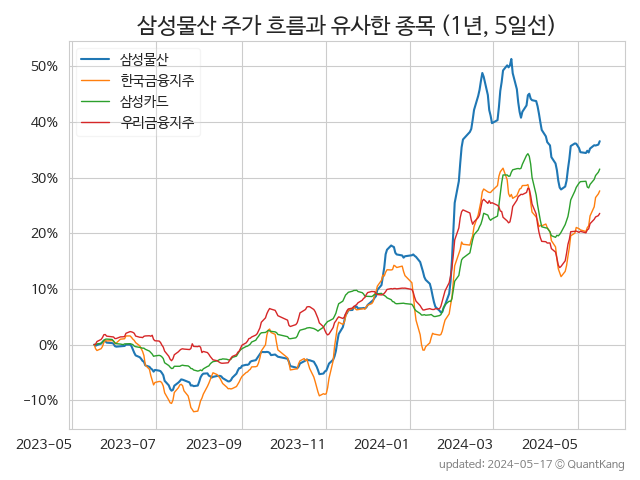 삼성물산 주가 흐름과 유사한 종목 (1년, 5일선)
삼성물산
한국금융지주
삼성카드
우리금융지주
50%
40%
30%
20%
10%
0%
−10%
2023-05 2023-07 2023-09 2023-11 2024-01 2024-03 2024-05
updated: 2024-05-17 © QuantKang